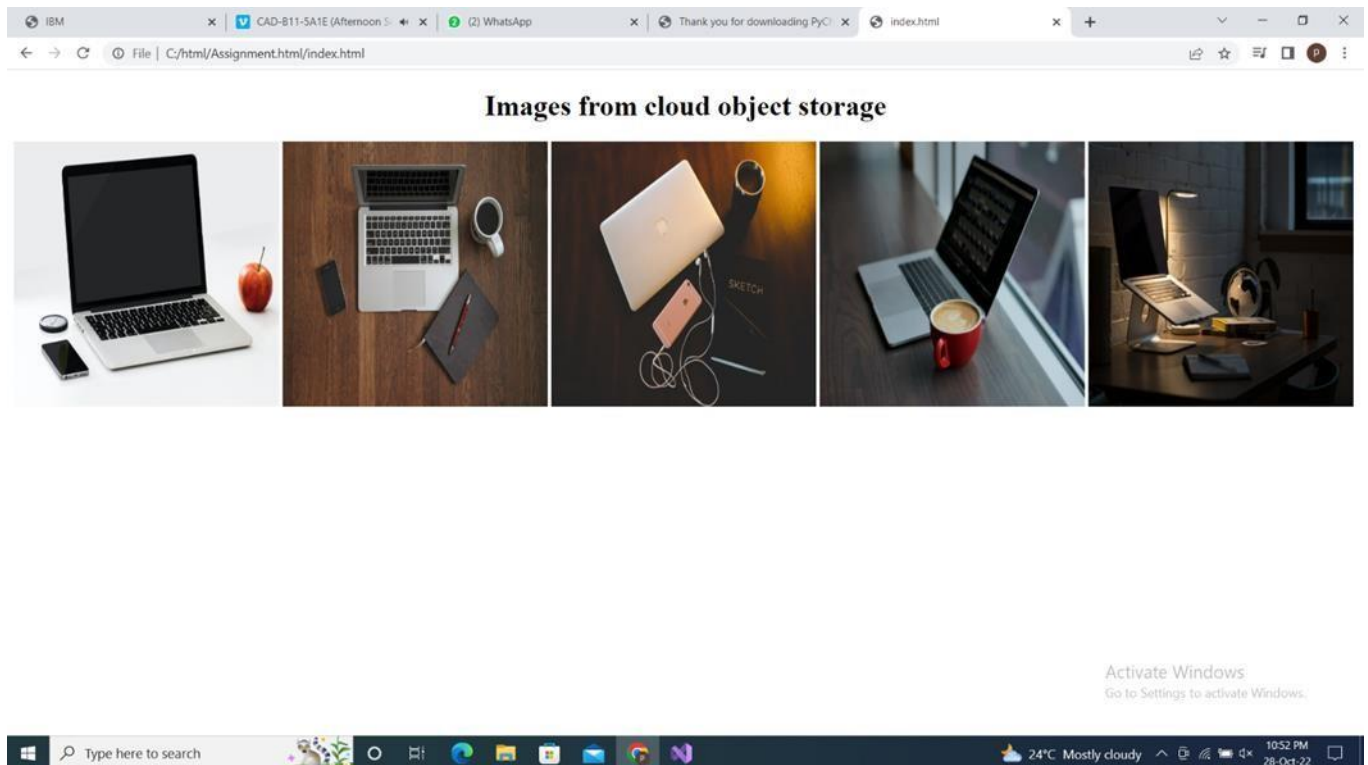 IBM
CAD-B11-5A1E (Afternoon S
(2) WhatsApp
Thank you for downloading PyC
index.html
File | C:/html/Assignment.html/index.html
P
Images from cloud object storage
SKETCH
Activate Windows
Go to Settings to activate Windows.
Type here to search
24°C Mostly cloudy
10:52 PM
28-Oct-22